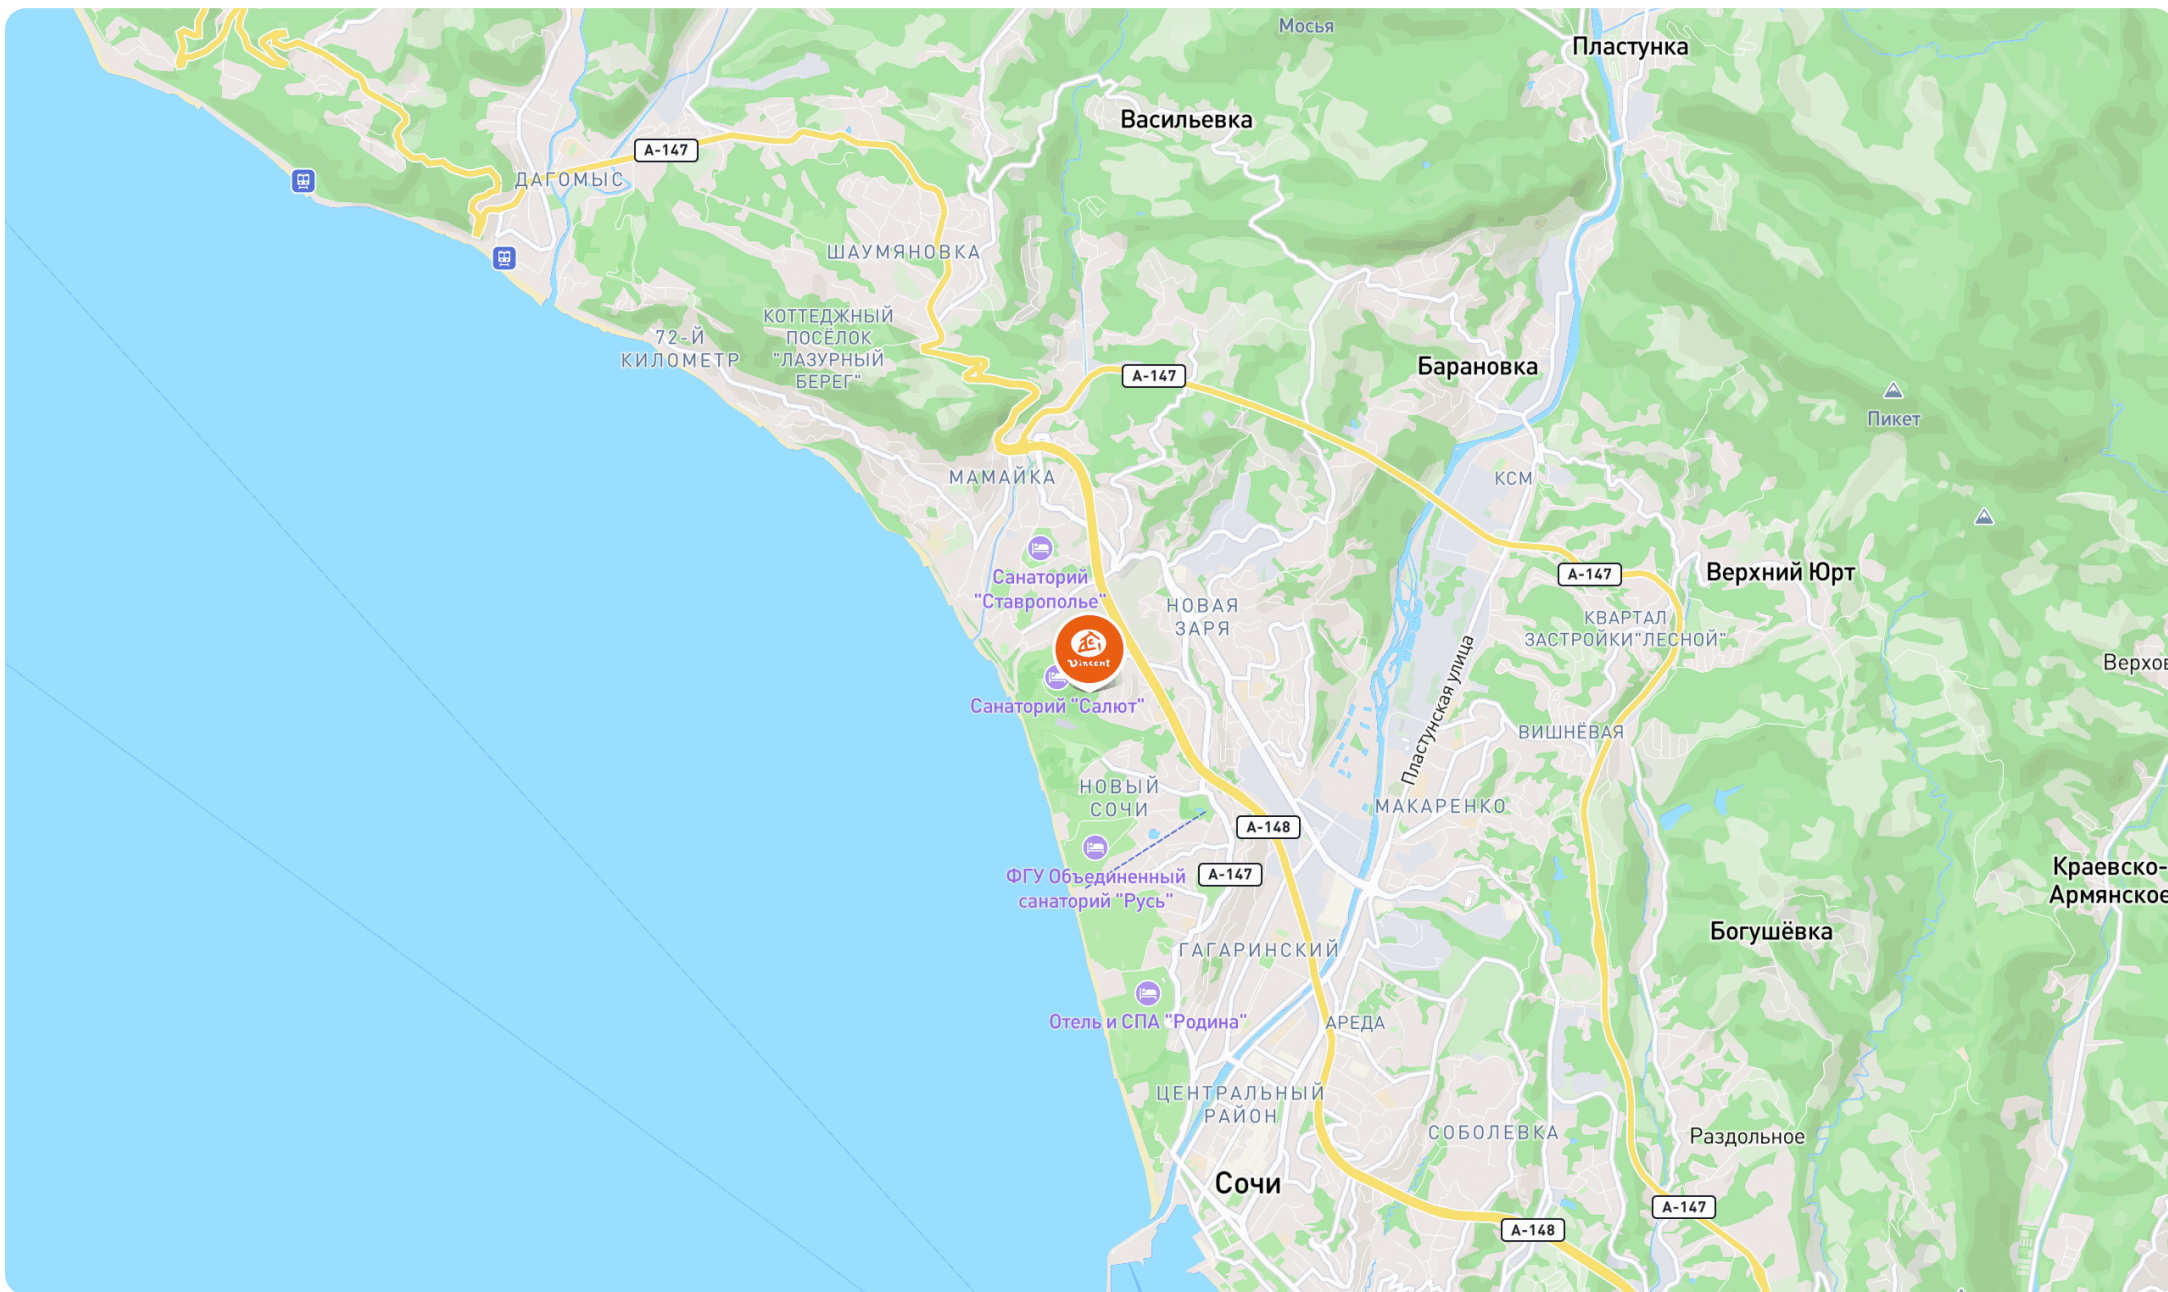 Мосья
Пластунка
Васильевка
А-147
ДАГОМЫС
ШАУМЯНОВКА
КОТТЕДЖНЫЙ
ПОСЁЛОК
"ЛАЗУРНЫЙ
БЕРЕГ"
72-Й
КИЛОМЕТР
А-147
Барановка
Пикет
МАМАЙКА
КСМ
Санаторий
"Ставрополье"
А-147
Верхний Юрт
НОВАЯ
ЗАРЯ
КВАРТАЛ
ЗАСТРОЙКИ"ЛЕСНОЙ"
Vincent
Верхов
Санаторий "Салют"
Пластунская улица
ВИШНЁВАЯ
НОВЫЙ
СОЧИ
МАКАРЕНКО
А-148
А-147
ФГУ Объединенный
санаторий "Русь"
Краевско-
Армянское
Богушёвка
ГАГАРИНСКИЙ
Отель и СПА "Родина"
АРЕДА
ЦЕНТРАЛЬНЫЙ
РАЙОН
СОБОЛЕВКА
Раздольное
Сочи
А-147
А-148